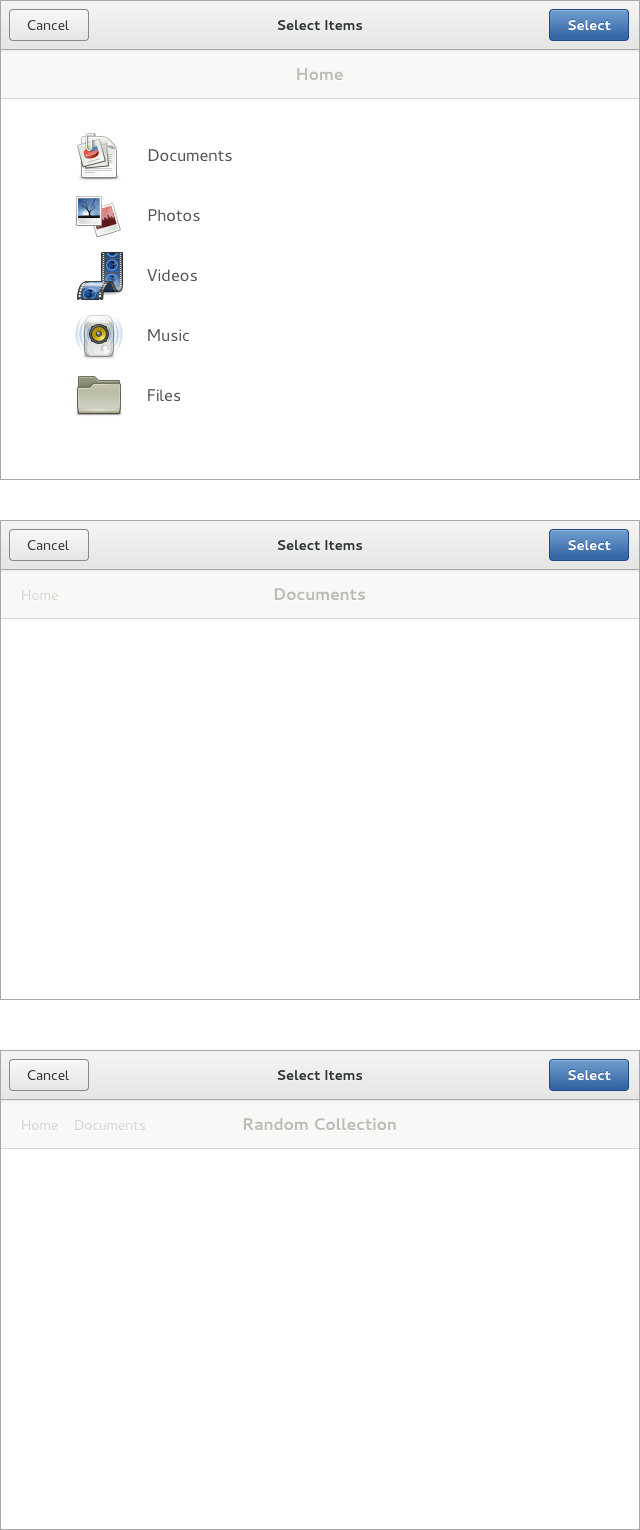 Cancel Select Items Select
Home
Documents
Photos
Videos
Music
Files
Cancel Select Items Select
Home Documents
Cancel Select Items Select
Home Documents Random Collection